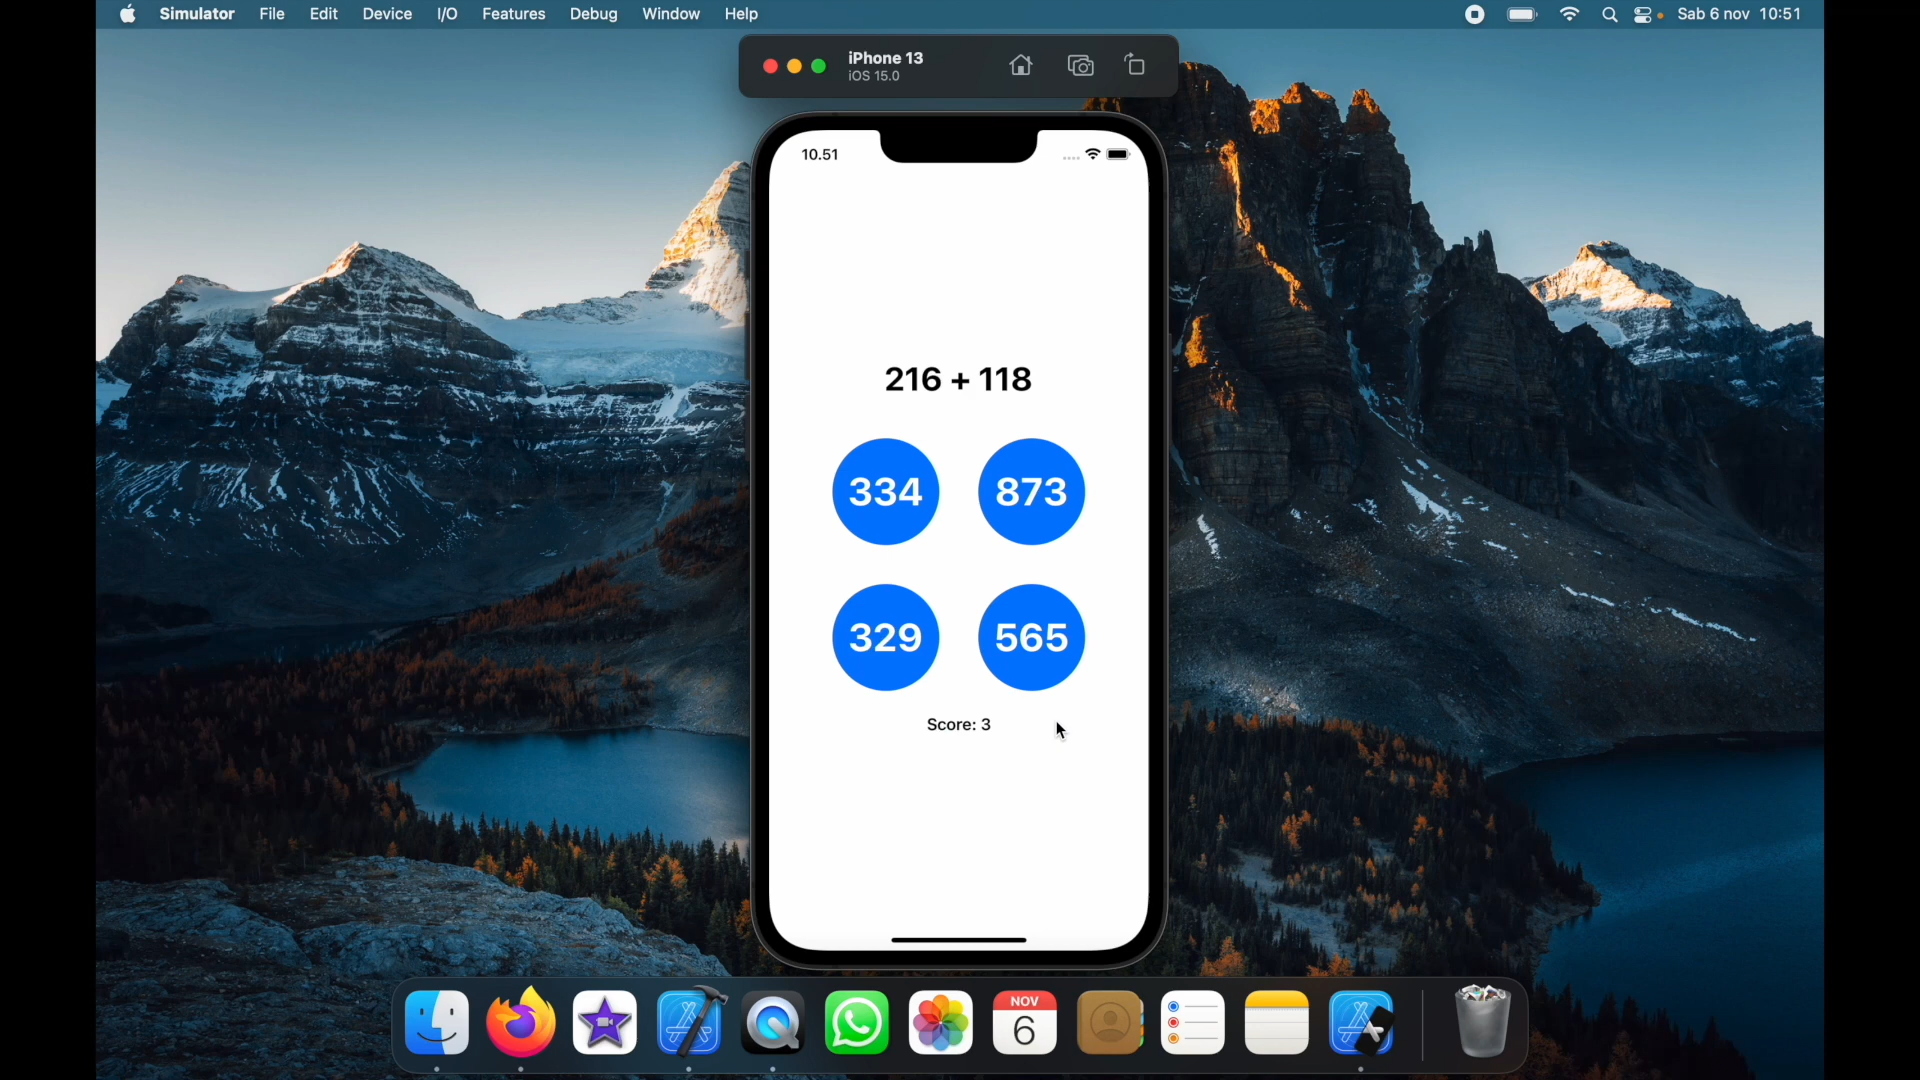 Simulator File Edit Device I/O Features Debug Window Help Sab 6 nov 10:51
iPhone 13
iOS 15.0
10.51
216 + 118
334 873
329 565
Score: 3
NOV
6